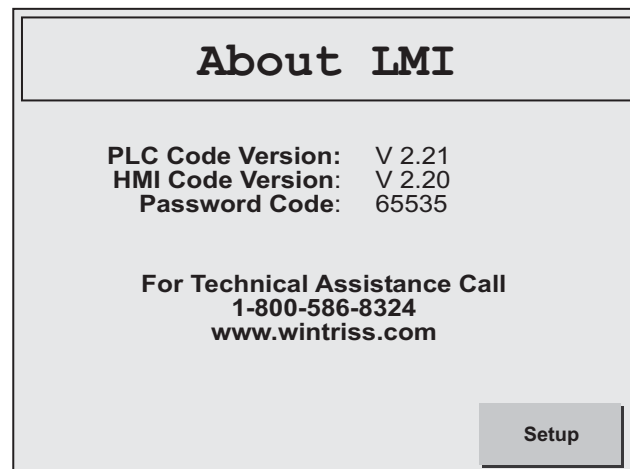 About LMI
PLC Code Version: V 2.21
HMI Code Version: V 2.20
Password Code: 65535
For Technical Assistance Call
1-800-586-8324
www.wintriss.com
Setup